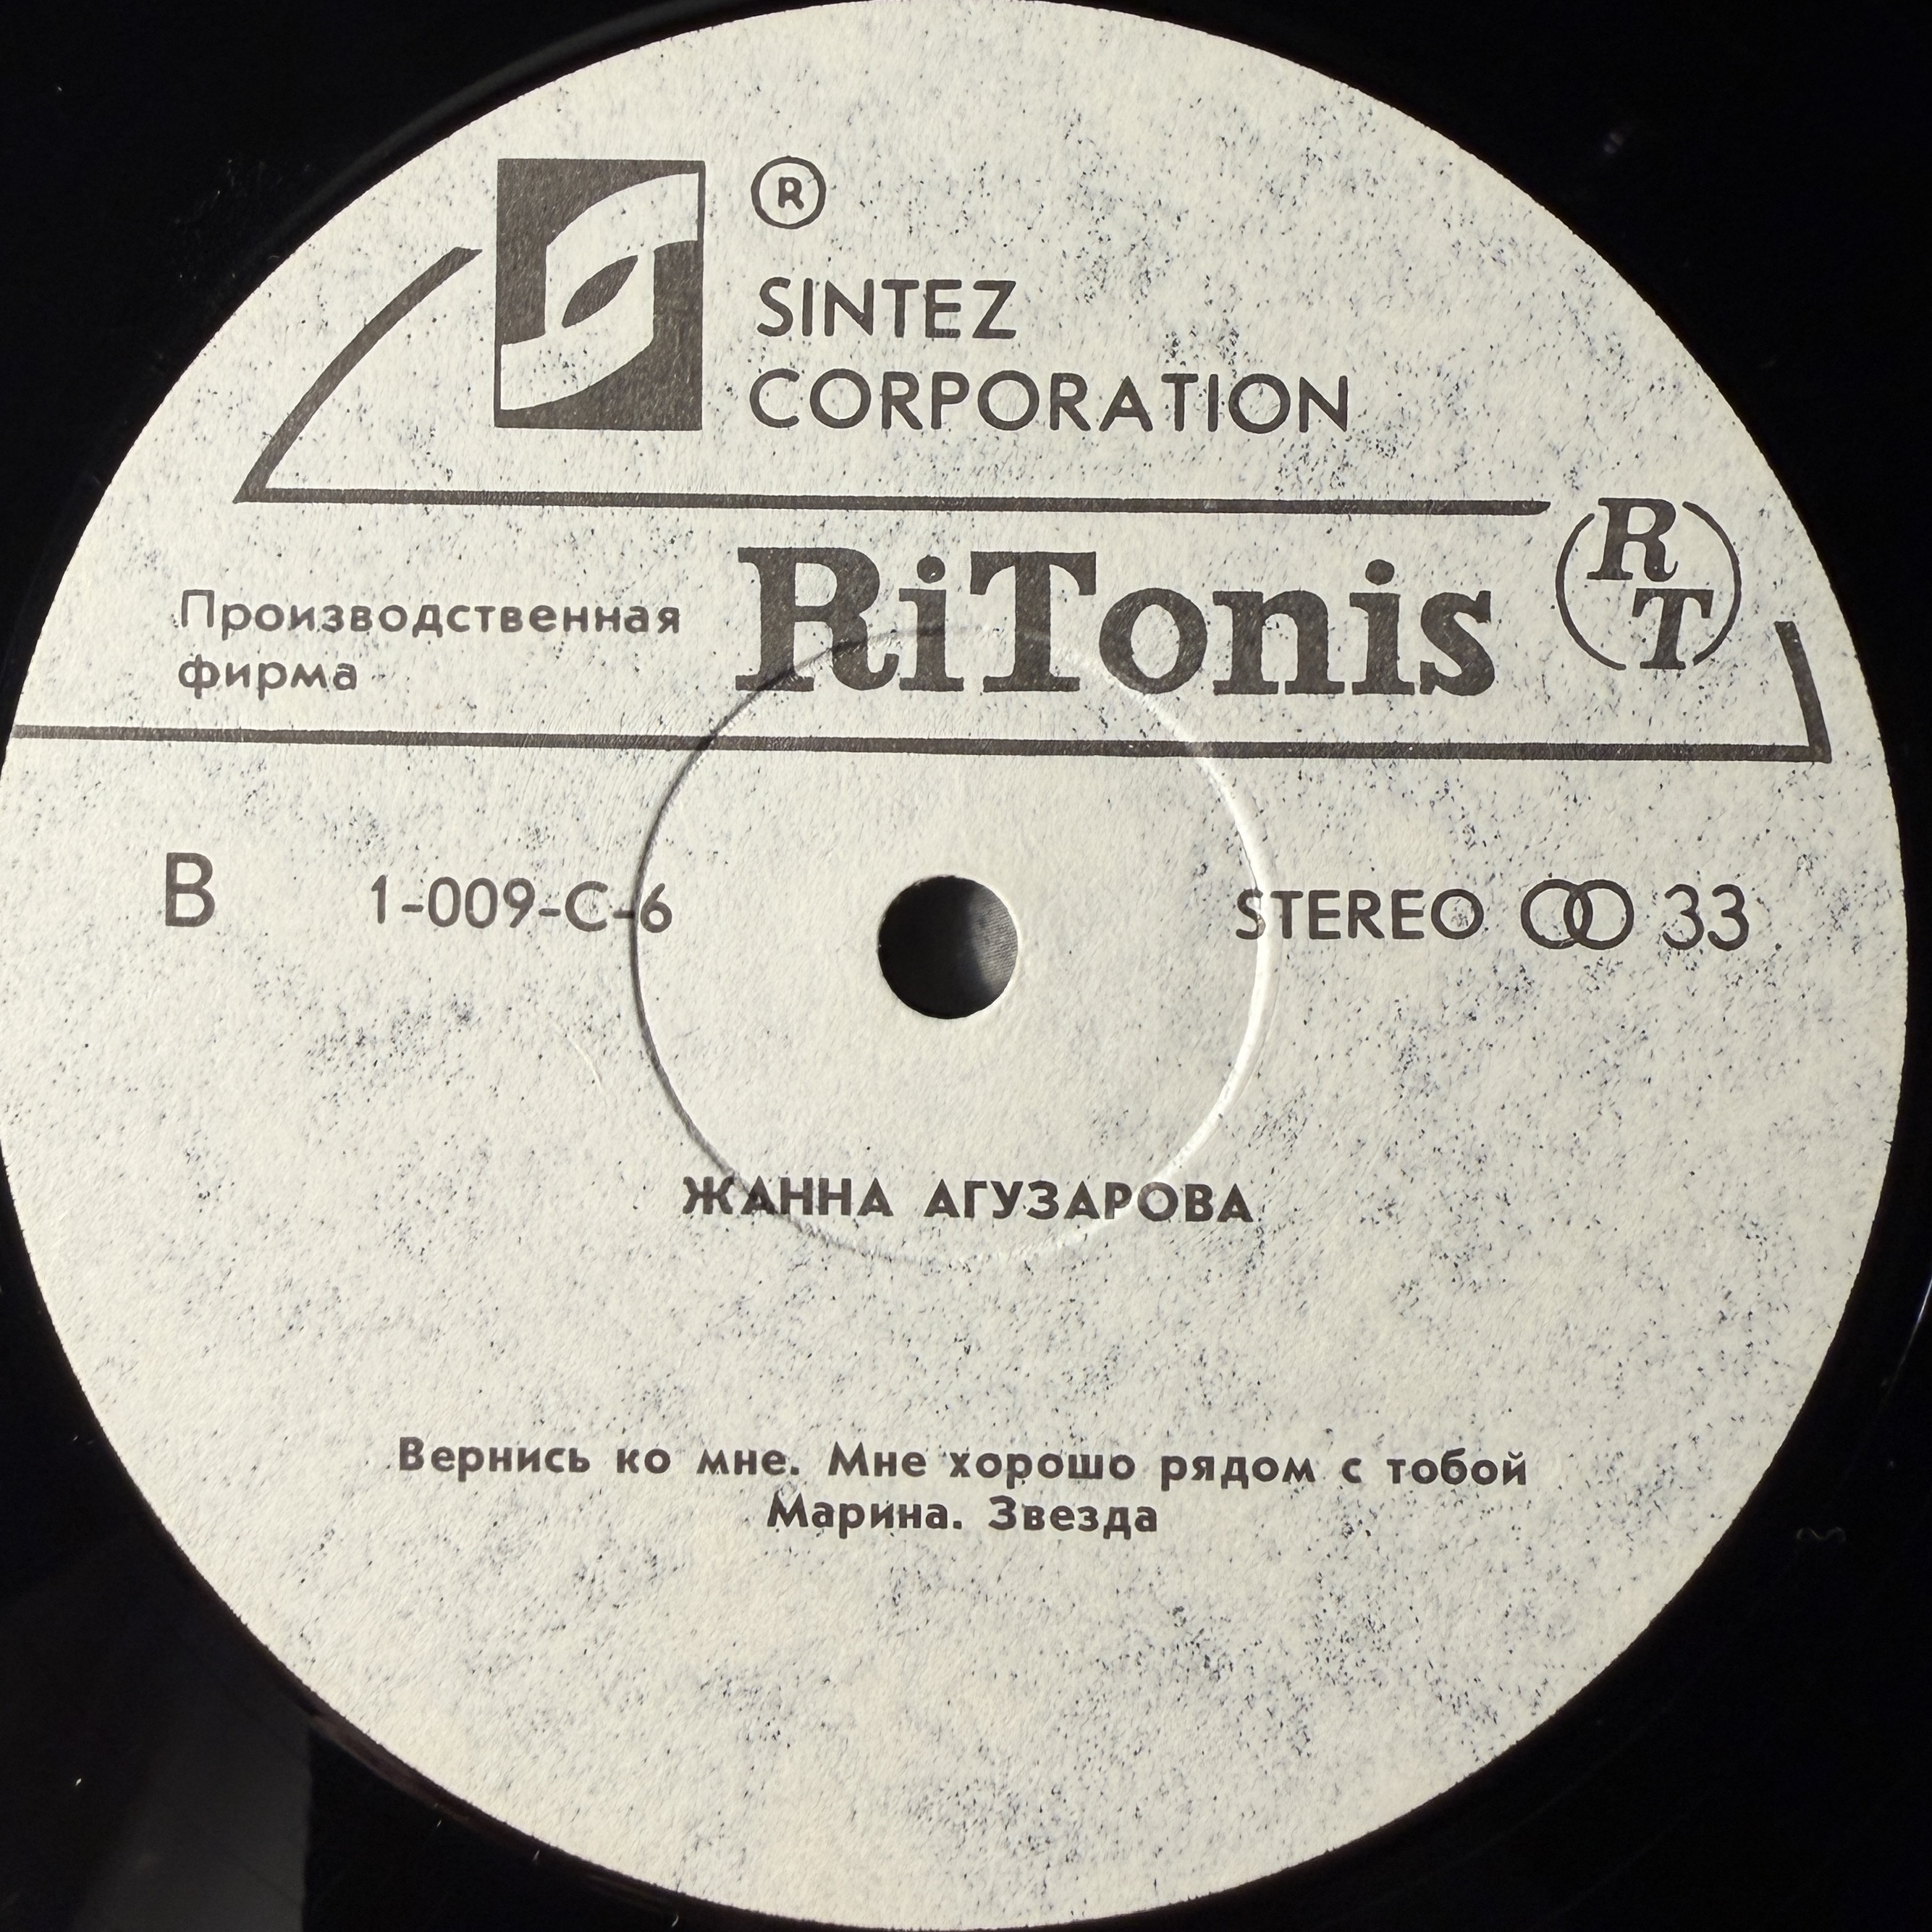 ®
SINTEZ
CORPORATION
Производственная
фирма
RiTonis
RT
B 1-009-C-6 STEREO 33
ЖАННА АГУЗАРОВА
Вернись ко мне. Мне хорошо рядом с тобой
Марина. Звезда